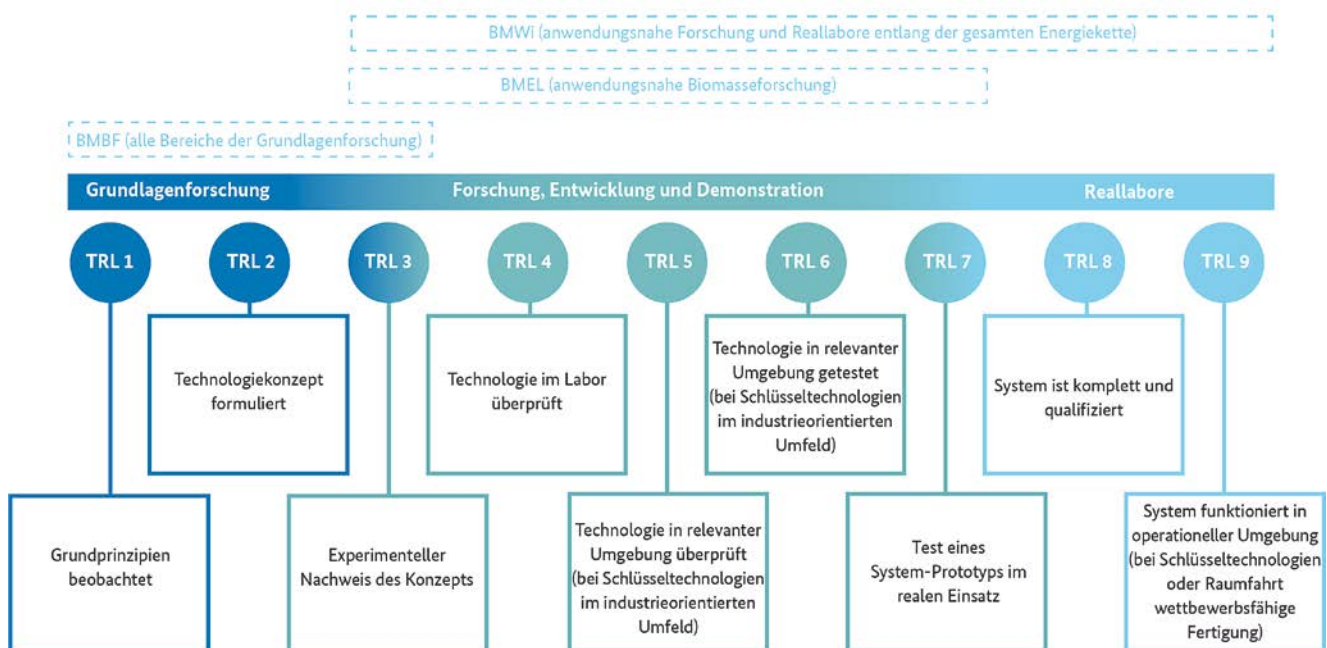 BMWi (anwendungsnahe Forschung und Reallabore entlang der gesamten Energiekette)
BMEL (anwendungsnahe Biomasseforschung)
BMBF (alle Bereiche der Grundlagenforschung)
Grundlagenforschung
Forschung, Entwicklung und Demonstration
Reallabore
TRL 1
TRL 2
TRL 3
TRL 4
TRL 5
TRL 6
TRL 7
TRL 8
TRL 9
Technologiekonzept
formuliert
Technologie im Labor
überprüft
Technologie in relevanter
Umgebung getestet
(bei Schlüsseltechnologien
im industrieorientierten
Umfeld)
System ist komplett und
qualifiziert
Grundprinzipien
beobachtet
Experimenteller
Nachweis des Konzepts
Technologie in relevanter
Umgebung überprüft
(bei Schlüsseltechnologien
im industrieorientierten
Umfeld)
Test eines
System-Prototyps im
realen Einsatz
System funktioniert in
operationeller Umgebung
(bei Schlüsseltechnologien
oder Raumfahrt
wettbewerbsfähige
Fertigung)